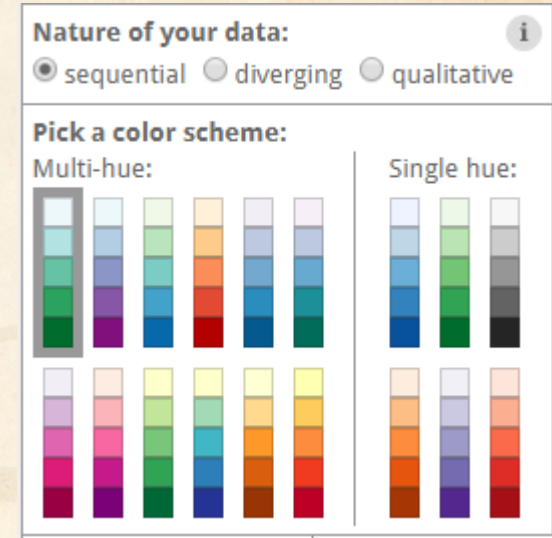 Nature of your data:
i
sequential diverging qualitative
Pick a color scheme:
Multi-hue:
Single hue: